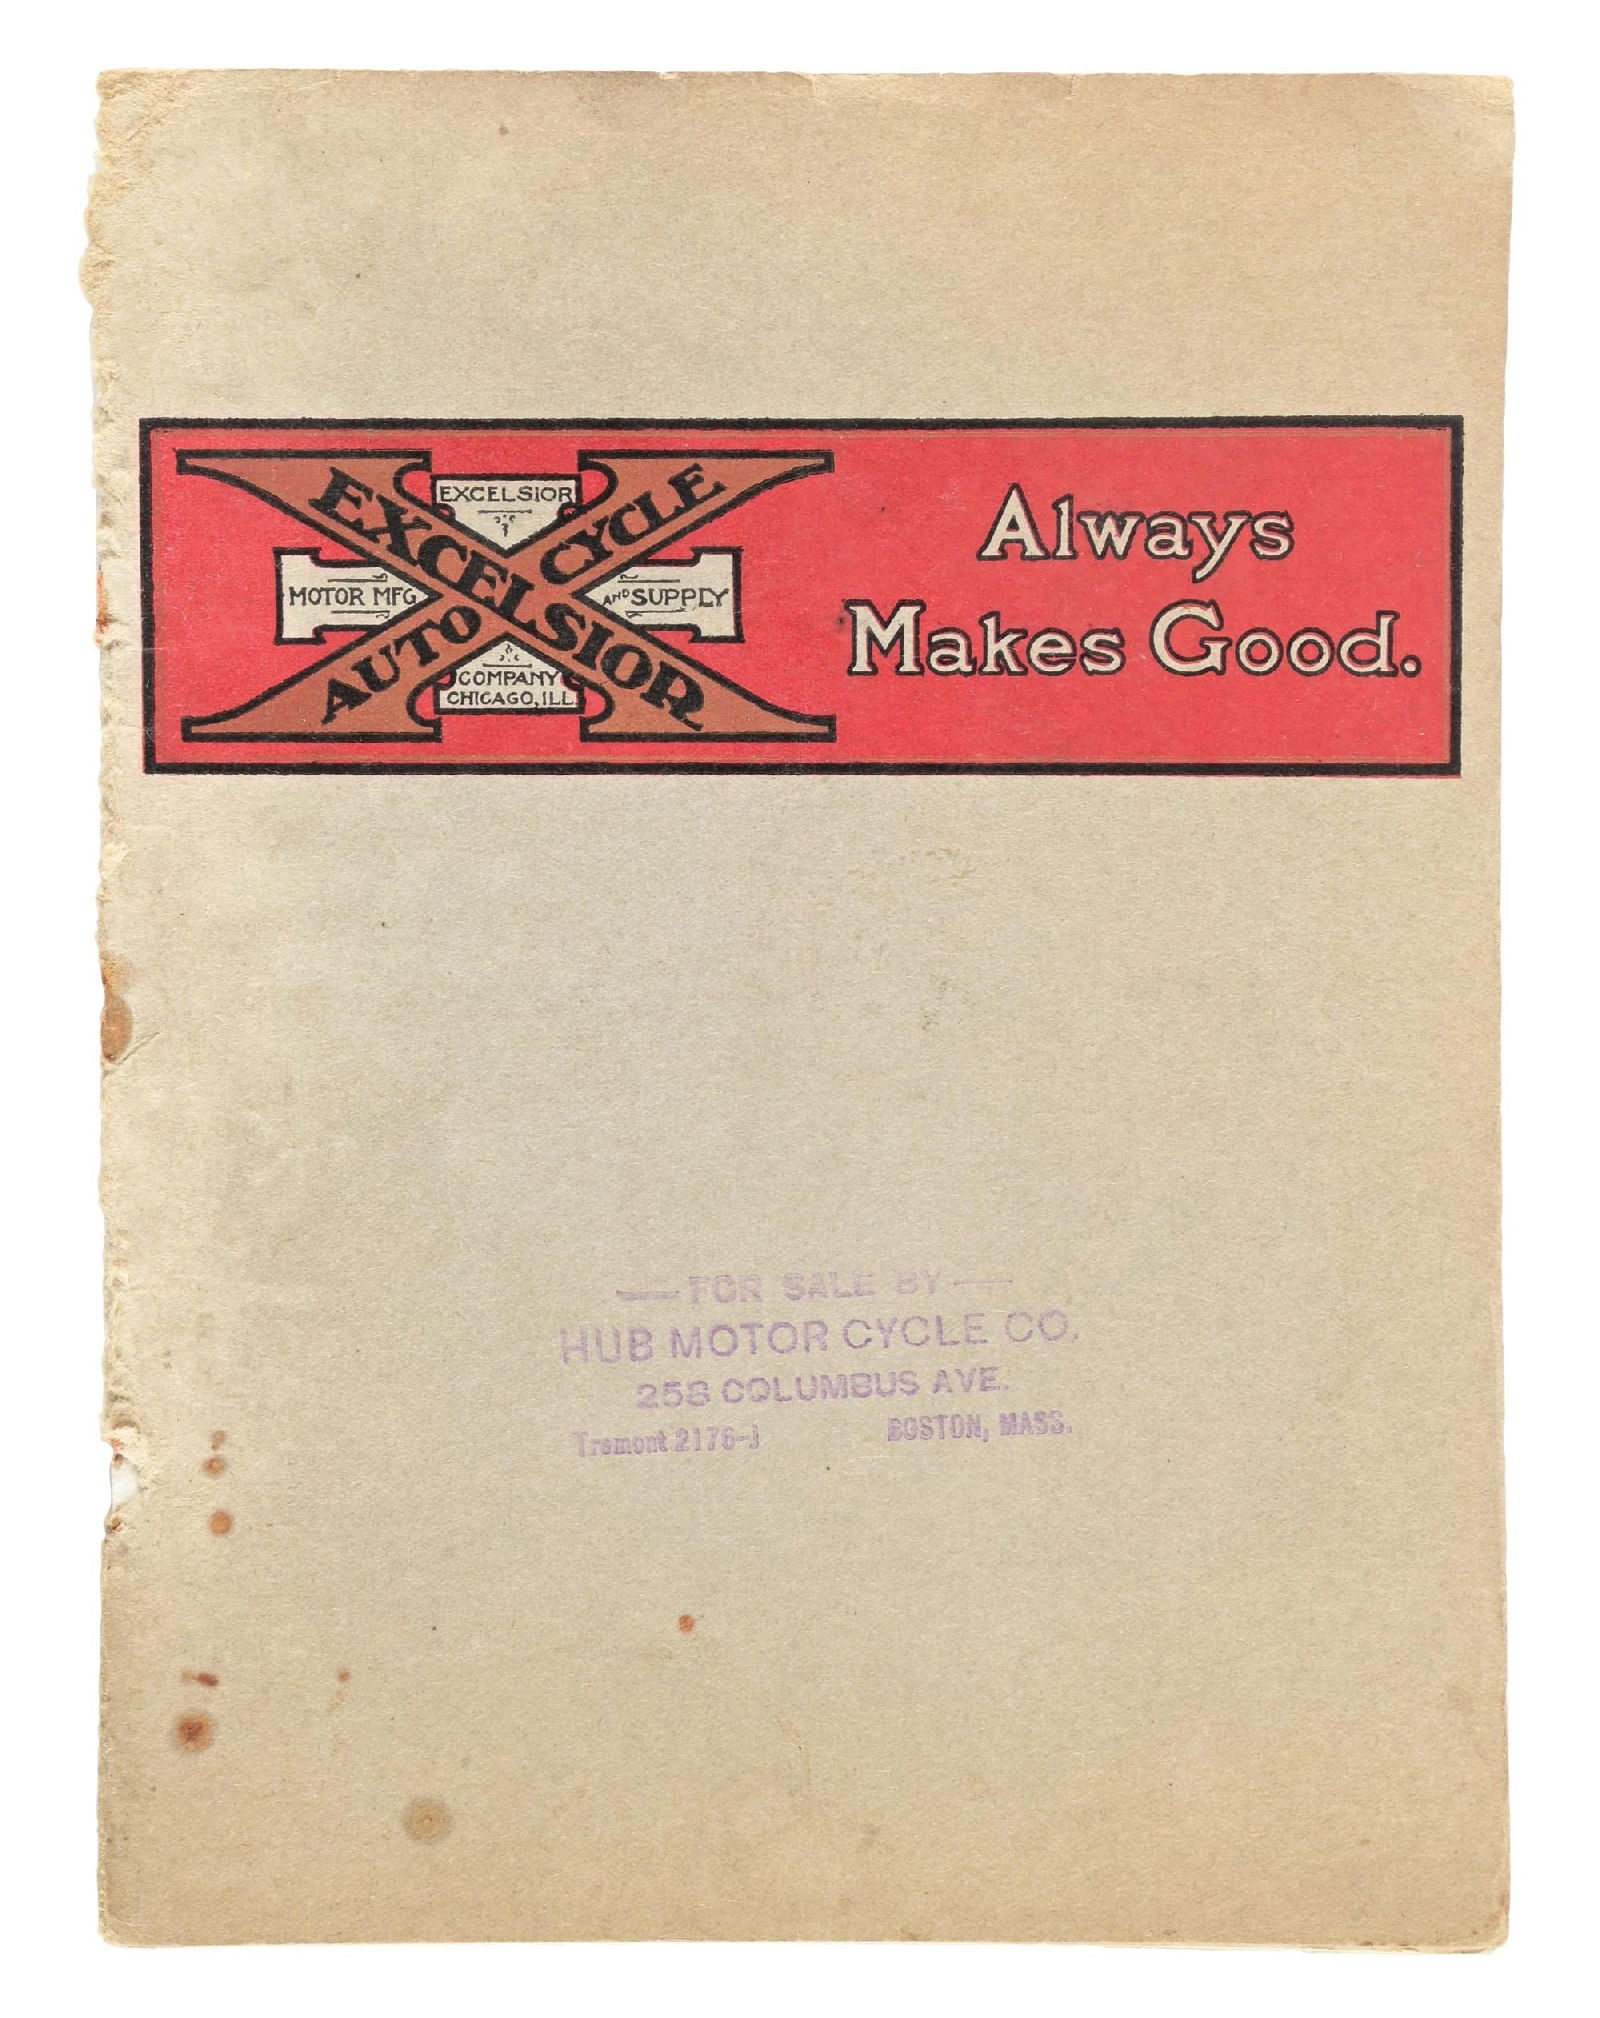 EXCELSIOR
AUTO CYCLE
EXCELSIOR
MOTOR MFG
AND SUPPLY
COMPANY
CHICAGO, ILL
Always
Makes Good.
— FOR SALE BY —
HUB MOTOR CYCLE CO.
258 COLUMBUS AVE.
Tremont 2176-J BOSTON, MASS.